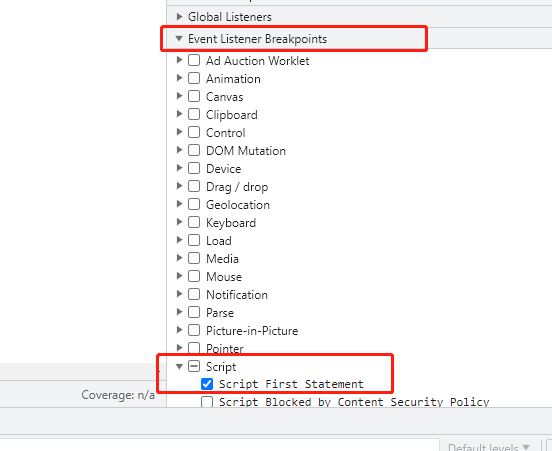 Global Listeners
Event Listener Breakpoints
Ad Auction Worklet
Animation
Canvas
Clipboard
Control
DOM Mutation
Device
Drag / drop
Geolocation
Keyboard
Load
Media
Mouse
Notification
Parse
Picture-in-Picture
Pointer
Script
Script First Statement
Coverage: n/a
Script Blocked by Content Security Policy
Default levels